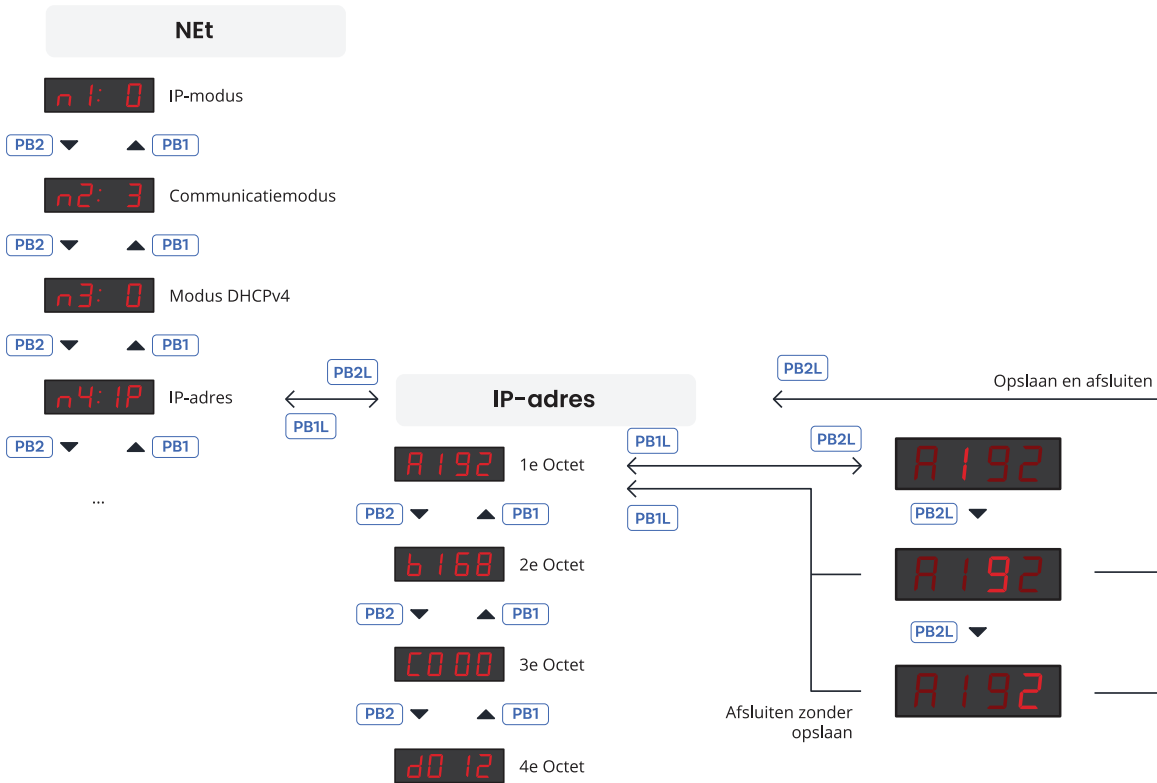 NEt
n1: 0 IP-modus
PB2 PB1
n2: 3 Communicatiemodus
PB2 PB1
n3: 0 Modus DHCPv4
PB2 PB1
n4:IP IP-adres
PB2L
PB1L
PB2 PB1
...
IP-adres
PB2L
Opslaan en afsluiten
A192 1e Octet
PB1L
PB2L
PB1L
PB2 PB1
b168 2e Octet
PB2 PB1
C000 3e Octet
PB2 PB1
d012 4e Octet
A192
PB2L
A192
PB2L
A192
Afsluiten zonder
opslaan